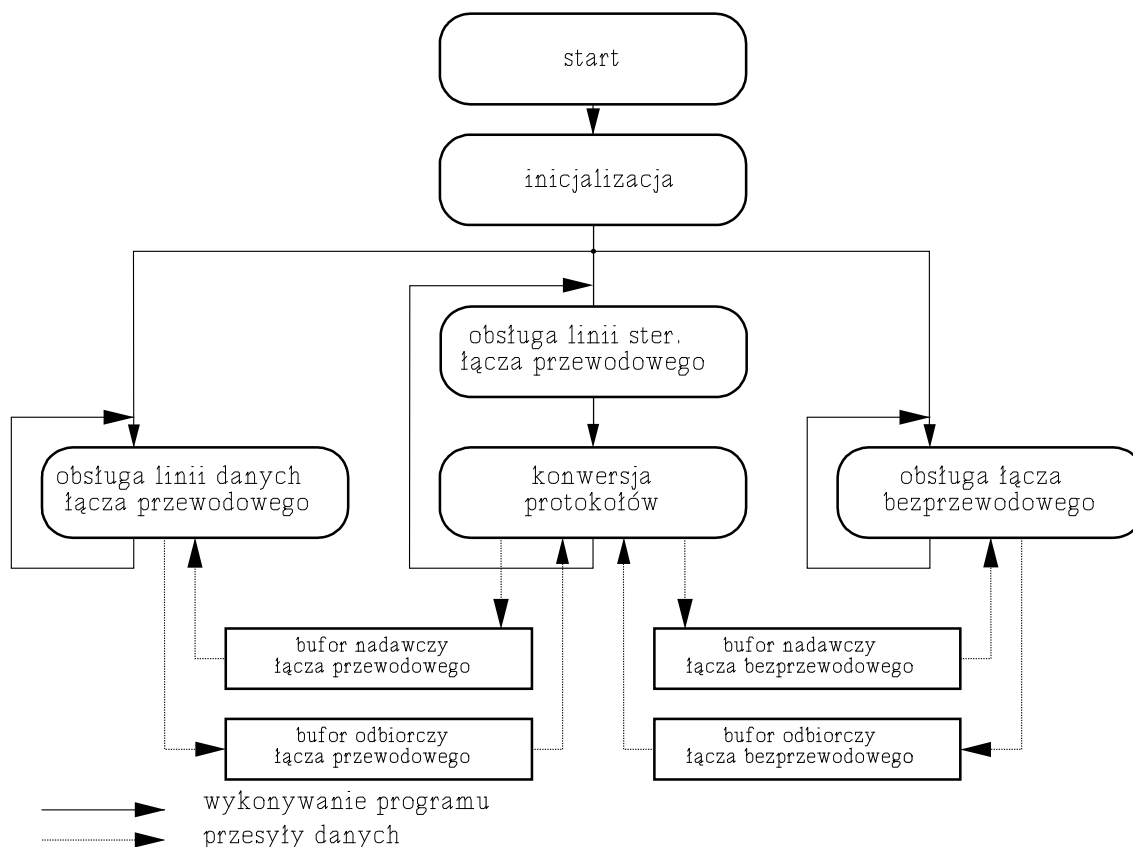 start
inicjalizacja
obsługa linii ster.
łącza przewodowego
obsługa linii danych
łącza przewodowego
konwersja
protokołów
obsługa łącza
bezprzewodowego
bufor nadawczy
łącza przewodowego
bufor nadawczy
łącza bezprzewodowego
bufor odbiorczy
łącza przewodowego
bufor odbiorczy
łącza bezprzewodowego
wykonywanie programu
przesyły danych